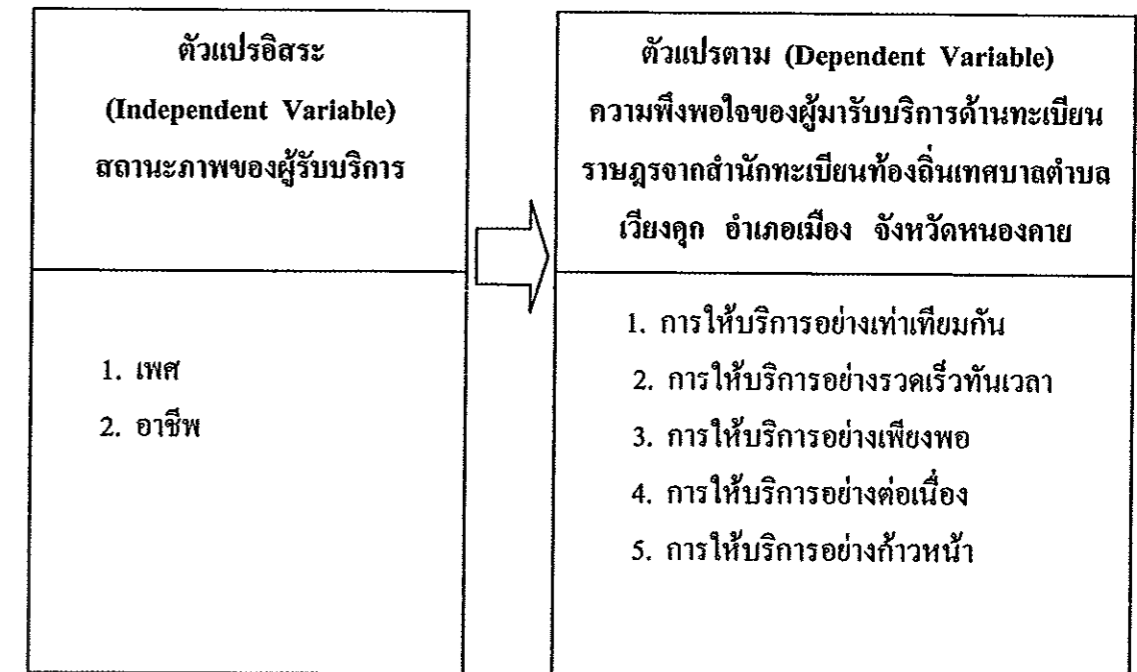 ตัวแปรอิสระ
(Independent Variable)
สถานะภาพของผู้รับบริการ
1. เพศ
2. อาชีพ
ตัวแปรตาม (Dependent Variable)
ความพึงพอใจของผู้มารับบริการด้านทะเบียน
ราษฎรจากสำนักทะเบียนท้องถิ่นเทศบาลตำบล
เวียงคุก อำเภอเมือง จังหวัดหนองคาย
1. การให้บริการอย่างเท่าเทียมกัน
2. การให้บริการอย่างรวดเร็วทันเวลา
3. การให้บริการอย่างเพียงพอ
4. การให้บริการอย่างต่อเนื่อง
5. การให้บริการอย่างก้าวหน้า